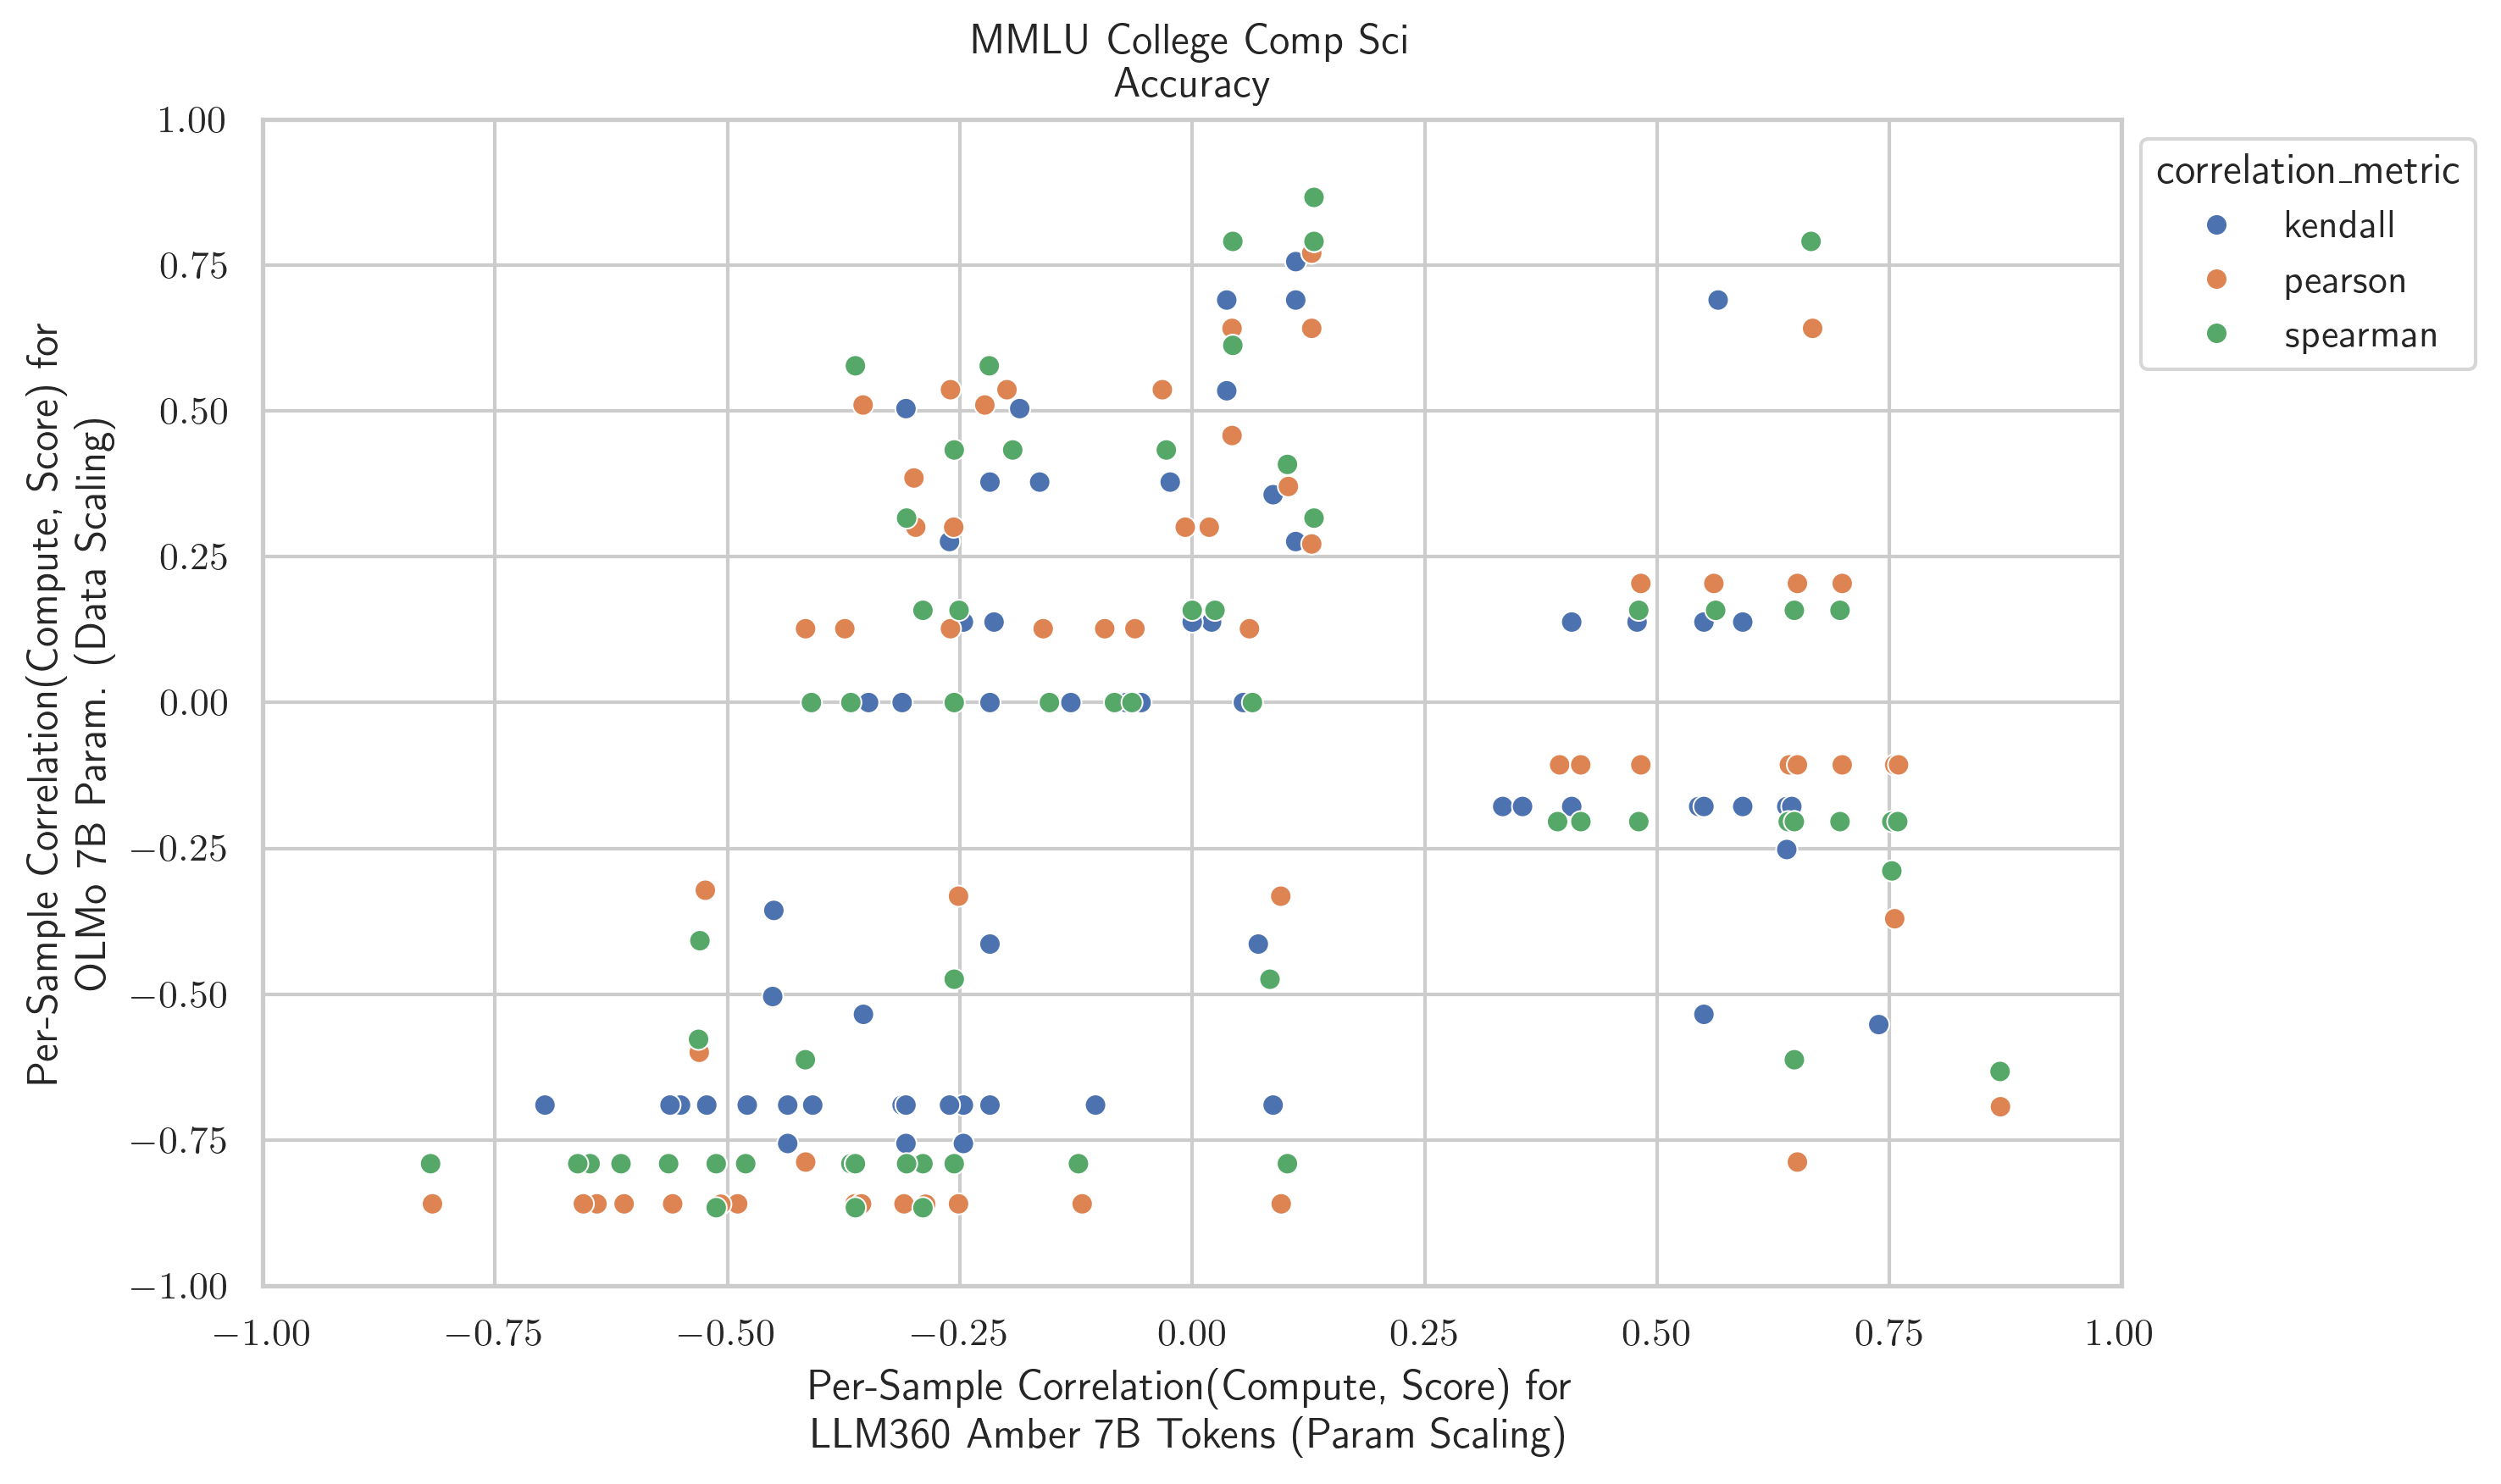 MMLU College Comp Sci
Accuracy
1.00
0.75
0.50
0.25
0.00
−0.25
−0.50
−0.75
−1.00
Per-Sample Correlation(Compute, Score) for
OLMo 7B Param. (Data Scaling)
correlation_metric
kendall
pearson
spearman
−1.00 −0.75 −0.50 −0.25 0.00 0.25 0.50 0.75 1.00
Per-Sample Correlation(Compute, Score) for
LLM360 Amber 7B Tokens (Param Scaling)